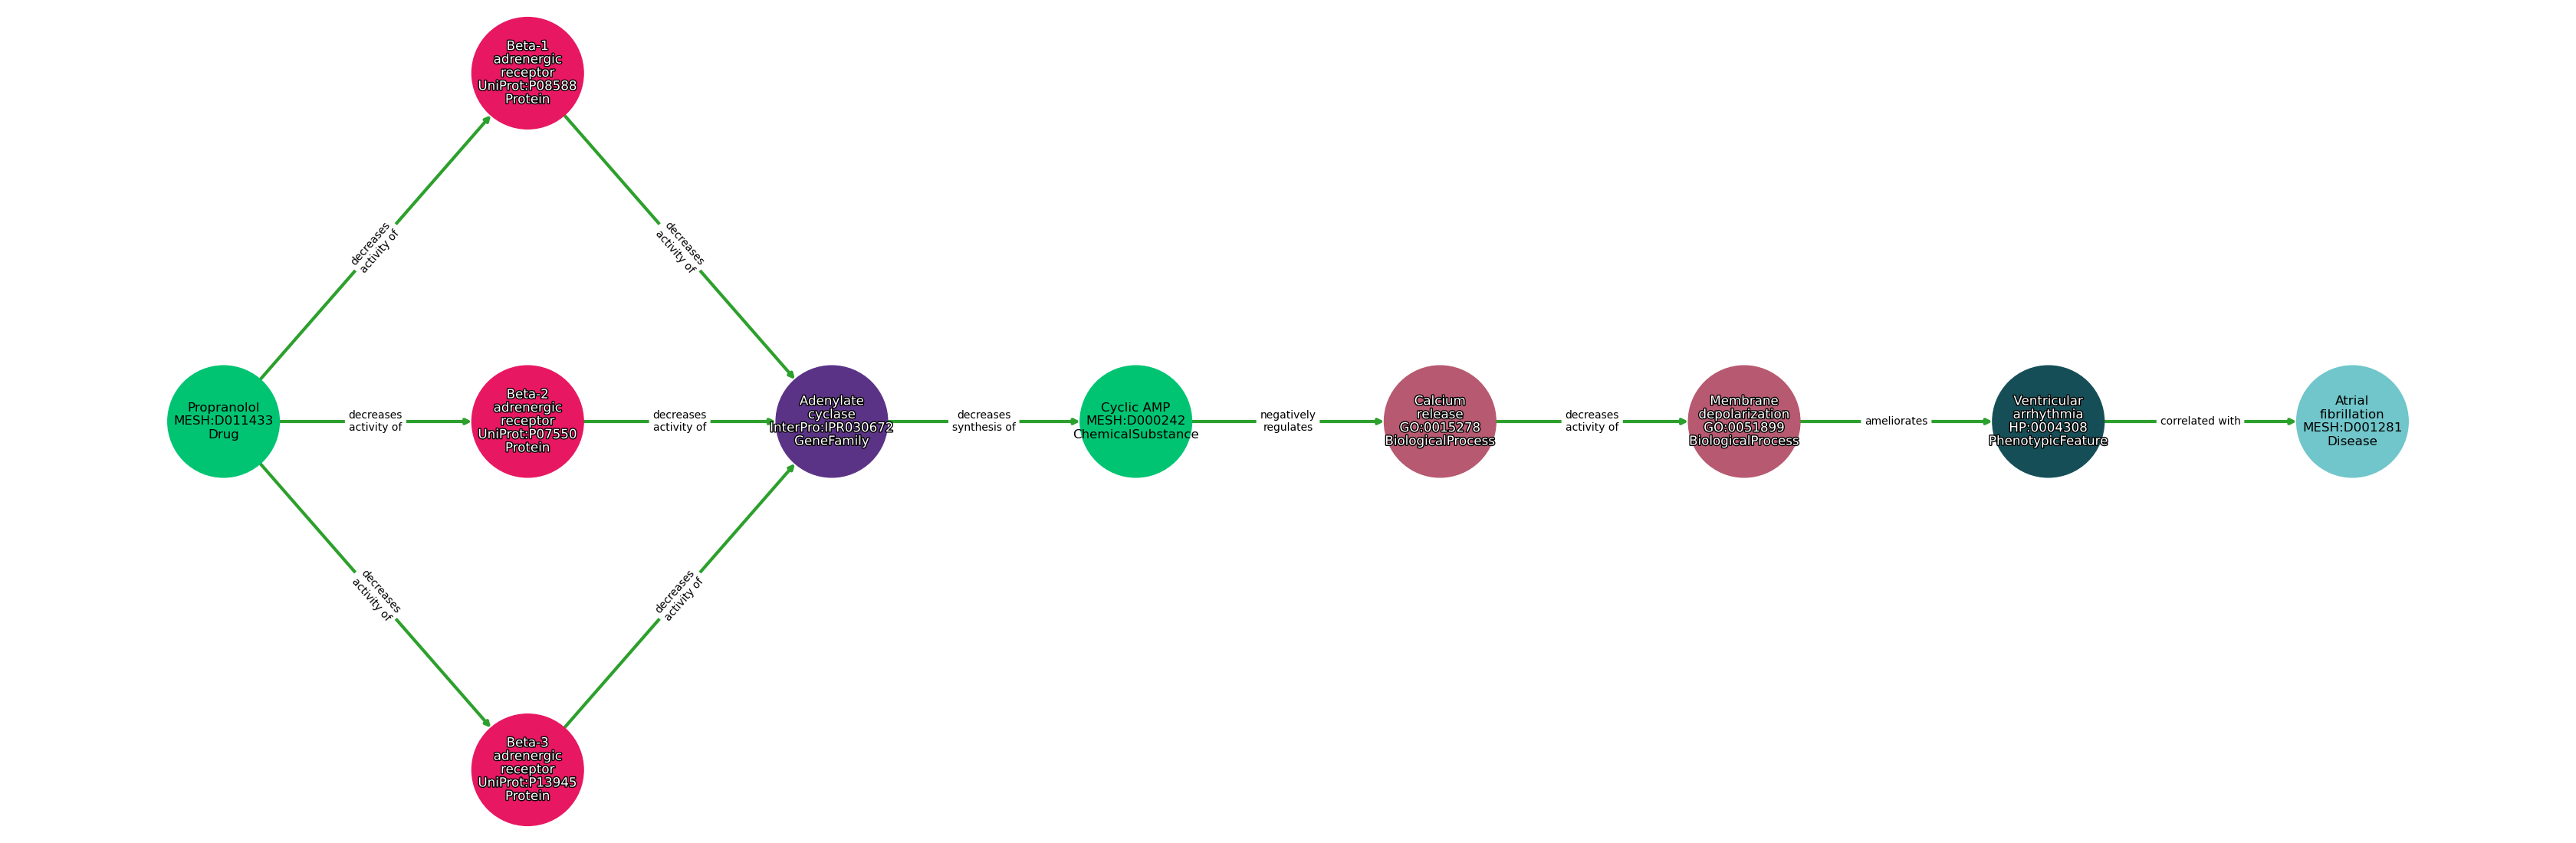 Beta-1
adrenergic
receptor
UniProt:P08588
Protein
decreases
activity of
decreases
activity of
Propranolol
MESH:D011433
Drug
decreases
activity of
Beta-2
adrenergic
receptor
UniProt:P07550
Protein
decreases
activity of
Adenylate
cyclase
InterPro:IPR030672
GeneFamily
decreases
synthesis of
Cyclic AMP
MESH:D000242
ChemicalSubstance
negatively
regulates
Calcium
release
GO:0015278
BiologicalProcess
decreases
activity of
Membrane
depolarization
GO:0051899
BiologicalProcess
ameliorates
Ventricular
arrhythmia
HP:0004308
PhenotypicFeature
correlated with
Atrial
fibrillation
MESH:D001281
Disease
decreases
activity of
decreases
activity of
Beta-3
adrenergic
receptor
UniProt:P13945
Protein